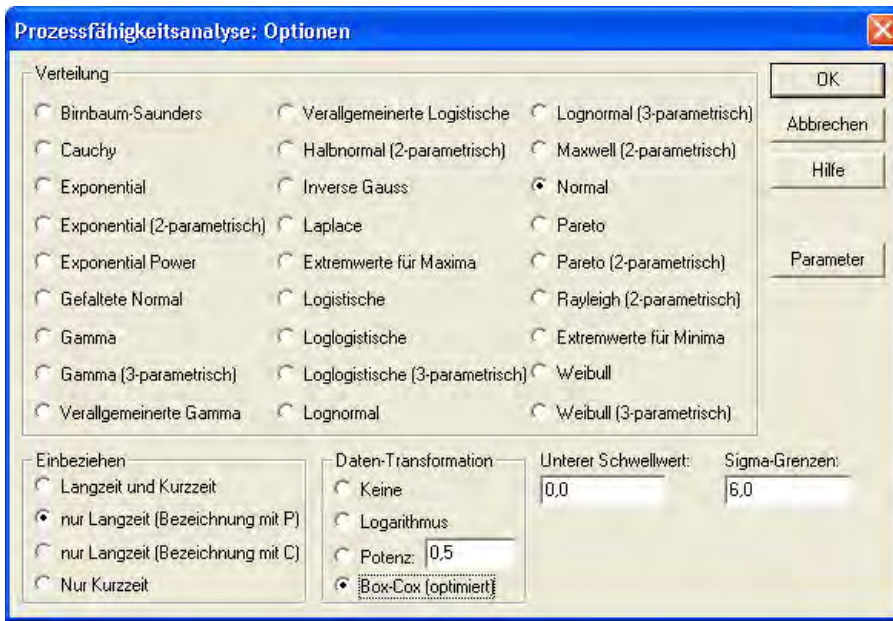 Prozessfähigkeitsanalyse: Optionen
Verteilung
Birnbaum-Saunders
Cauchy
Exponential
Exponential (2-parametrisch)
Exponential Power
Gefaltete Normal
Gamma
Gamma (3-parametrisch)
Verallgemeinerte Gamma
Verallgemeinerte Logistische
Halbnormal (2-parametrisch)
Inverse Gauss
Laplace
Extremwerte für Maxima
Logistische
Loglogistische
Loglogistische (3-parametrisch)
Lognormal
Lognormal (3-parametrisch)
Maxwell (2-parametrisch)
Normal
Pareto
Pareto (2-parametrisch)
Rayleigh (2-parametrisch)
Extremwerte für Minima
Weibull
Weibull (3-parametrisch)
OK
Abbrechen
Hilfe
Parameter
Einbeziehen
Langzeit und Kurzzeit
nur Langzeit (Bezeichnung mit P)
nur Langzeit (Bezeichnung mit C)
Nur Kurzzeit
Daten-Transformation
Keine
Logarithmus
Potenz: 0,5
Box-Cox (optimiert)
Unterer Schwellwert:
0,0
Sigma-Grenzen:
6,0